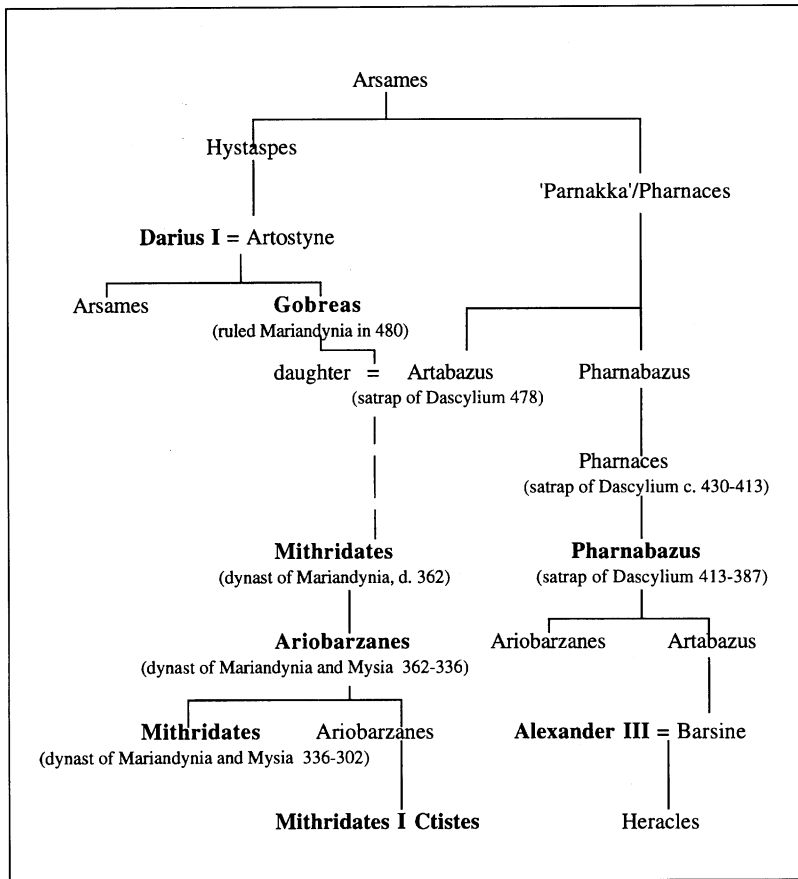 Arsames
Hystaspes
'Parnakka'/Pharnaces
Darius I = Artostyne
Arsames
Gobreas
(ruled Mariandynia in 480)
daughter = Artabazus
Pharnabazus
(satrap of Dascylium 478)
Pharnaces
(satrap of Dascylium c. 430-413)
Mithridates
Pharnabazus
(dynast of Mariandynia, d. 362)
(satrap of Dascylium 413-387)
Ariobarzanes
Ariobarzanes
Artabazus
(dynast of Mariandynia and Mysia 362-336)
Mithridates
Ariobarzanes
Alexander III = Barsine
(dynast of Mariandynia and Mysia 336-302)
Mithridates I Ctistes
Heracles